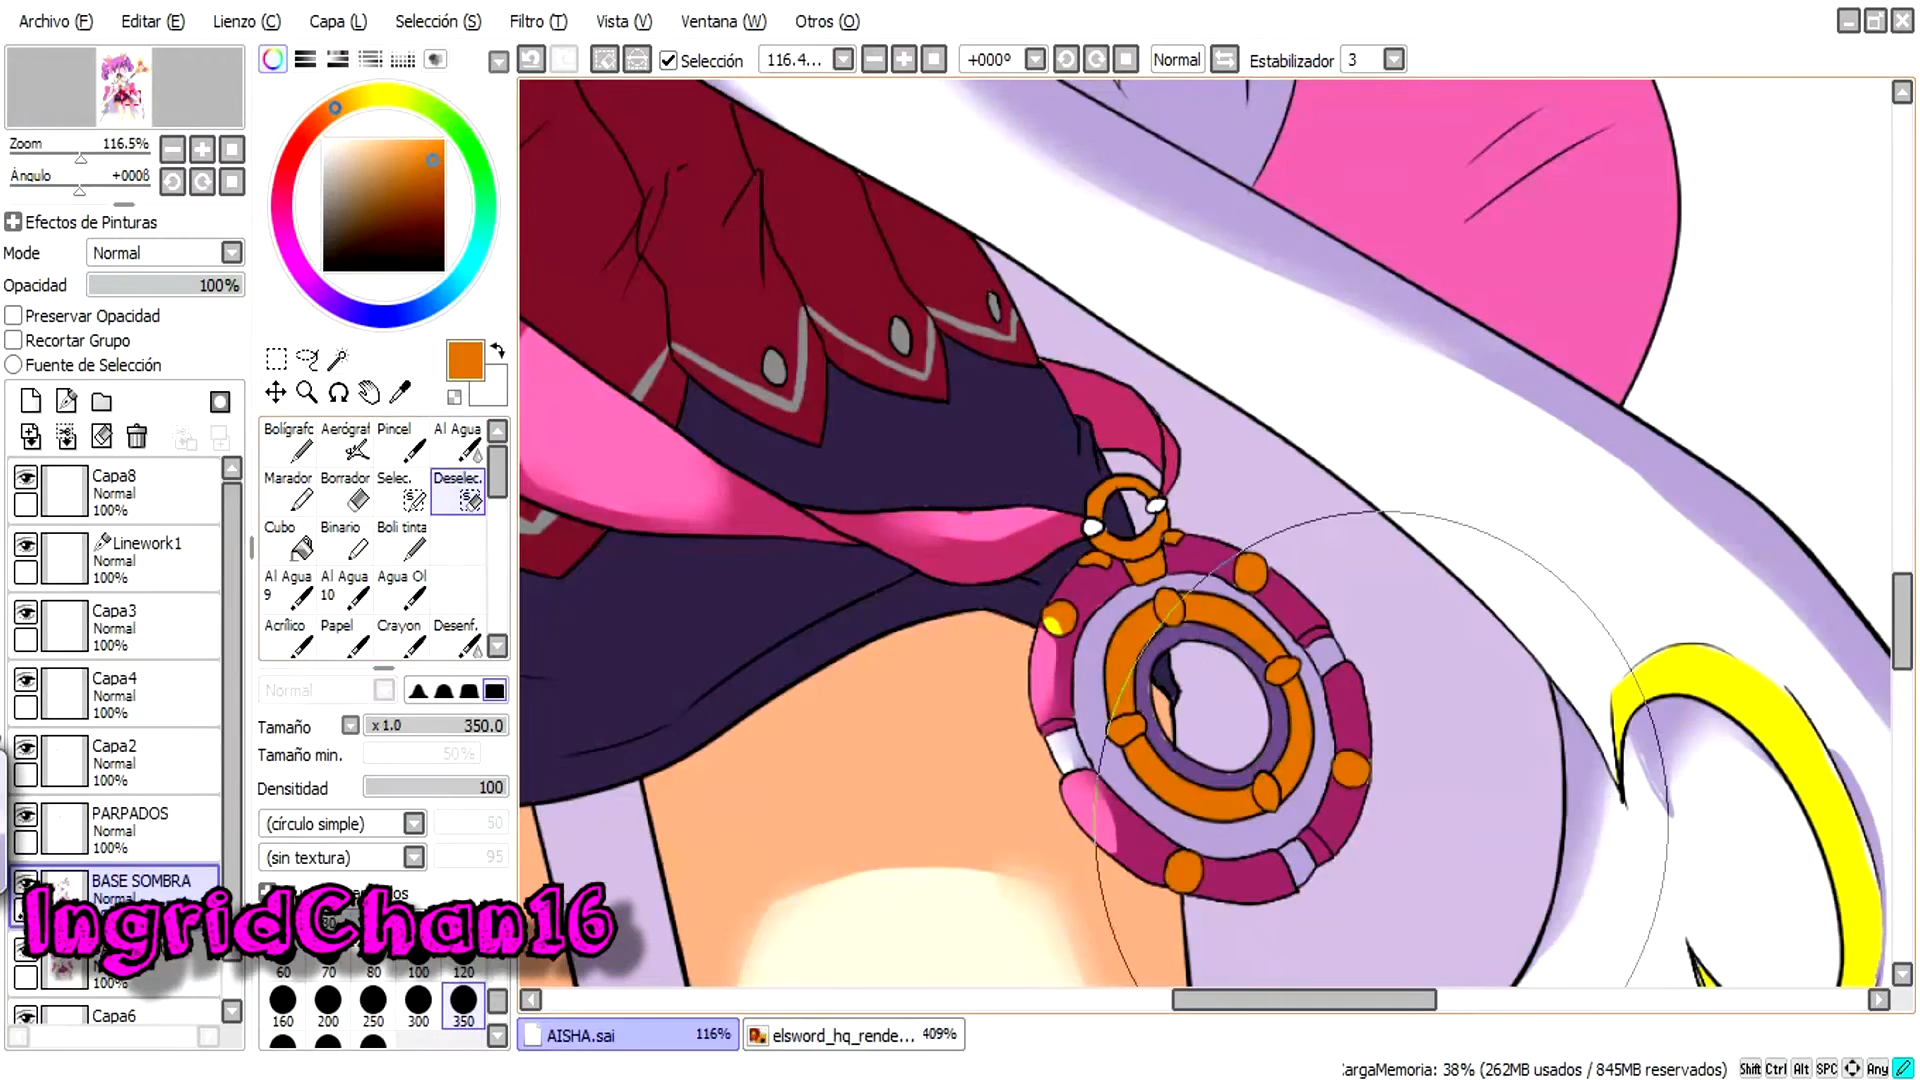 Archivo (F) Editar (E) Lienzo (C) Capa (L) Selección (S) Filtro (T) Vista (V) Ventana (W) Otros (O)
Selección 116.4... +000º Normal Estabilizador 3
Zoom 116.5%
Ángulo +000ß
Efectos de Pinturas
Mode Normal
Opacidad 100%
Preservar Opacidad
Recortar Grupo
Fuente de Selección
Capa8
Normal
100%
Linework1
Normal
100%
Capa3
Normal
100%
Capa4
Normal
100%
Capa2
Normal
100%
PARPADOS
Normal
100%
BASE SOMBRA
100%
Capa6
Bolígrafc Aerógraf Pincel Al Agua
Marador Borrador Selec. Deselec.
Cubo Binario Boli tinta
Al Agua 9 Al Agua 10 Agua Ol
Acrílico Papel Crayon Desenf.
Normal
Tamaño x 1.0 350.0
Tamaño min. 50%
Densitidad 100
(círculo simple) 50
(sin textura) 95
60 70 80 100 120
160 200 250 300 350
IngridChan16
AISHA.sai 116% elsword_hq_rende... 409%
CargaMemoria: 38% (262MB usados / 845MB reservados) Shift Ctrl Alt SPC Any